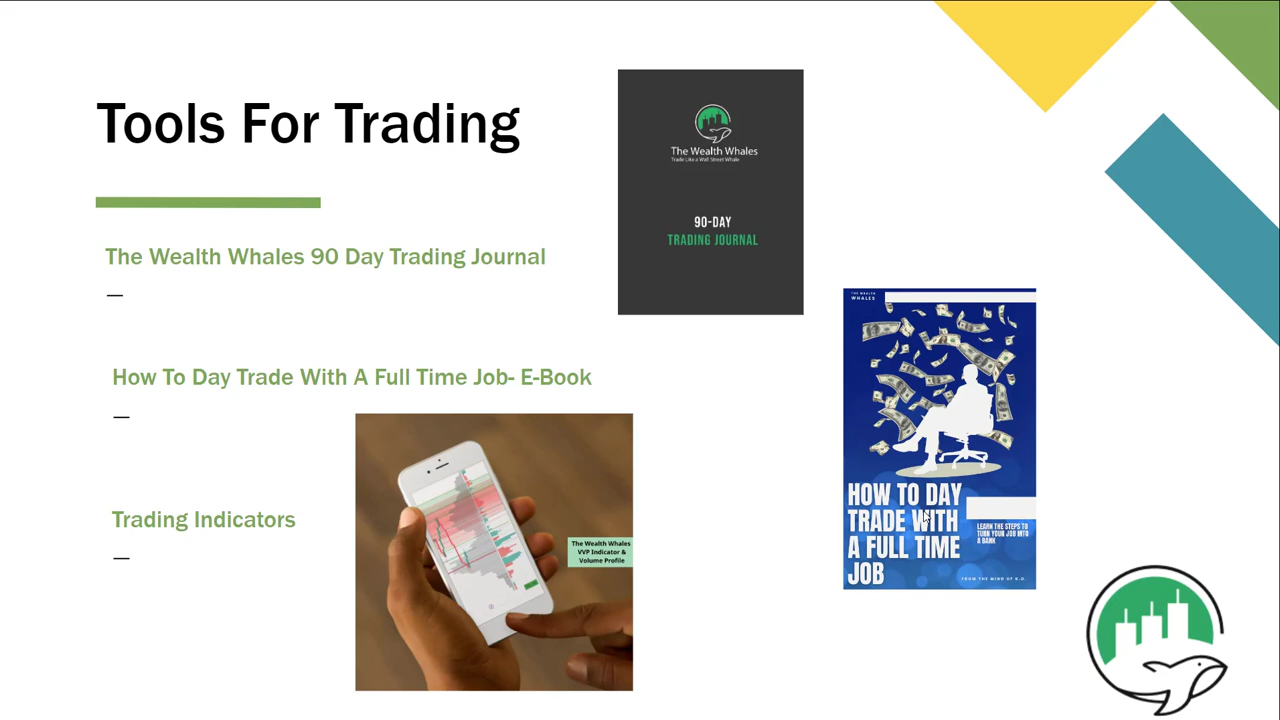 Tools For Trading
The Wealth Whales 90 Day Trading Journal
—
How To Day Trade With A Full Time Job- E-Book
—
Trading Indicators
—
The Wealth Whales
Trade Like a Wall Street Whale
90-DAY
TRADING JOURNAL
THE WEALTH
WHALES
HOW TO DAY
TRADE WITH
A FULL TIME
JOB
LEARN THE STEPS TO
TURN YOUR JOB INTO
A BANK
FROM THE MIND OF K.D.
The Wealth Whales
VVP Indicator &
Volume Profile